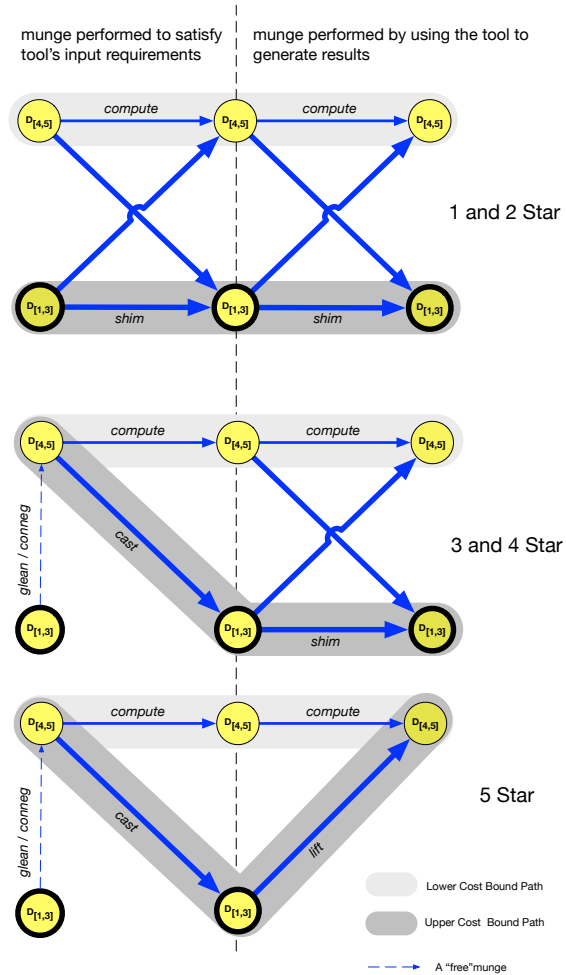 munge performed to satisfy
tool's input requirements
munge performed by using the tool to
generate results
D[4,5]
compute
D[4,5]
compute
D[4,5]
1 and 2 Star
D[1,3]
shim
D[1,3]
shim
D[1,3]
D[4,5]
compute
D[4,5]
compute
D[4,5]
glean / conneg
cast
3 and 4 Star
D[1,3]
D[1,3]
shim
D[1,3]
D[4,5]
compute
D[4,5]
compute
D[4,5]
glean / conneg
cast
lift
5 Star
D[1,3]
D[1,3]
Lower Cost Bound Path
Upper Cost Bound Path
A "free"munge